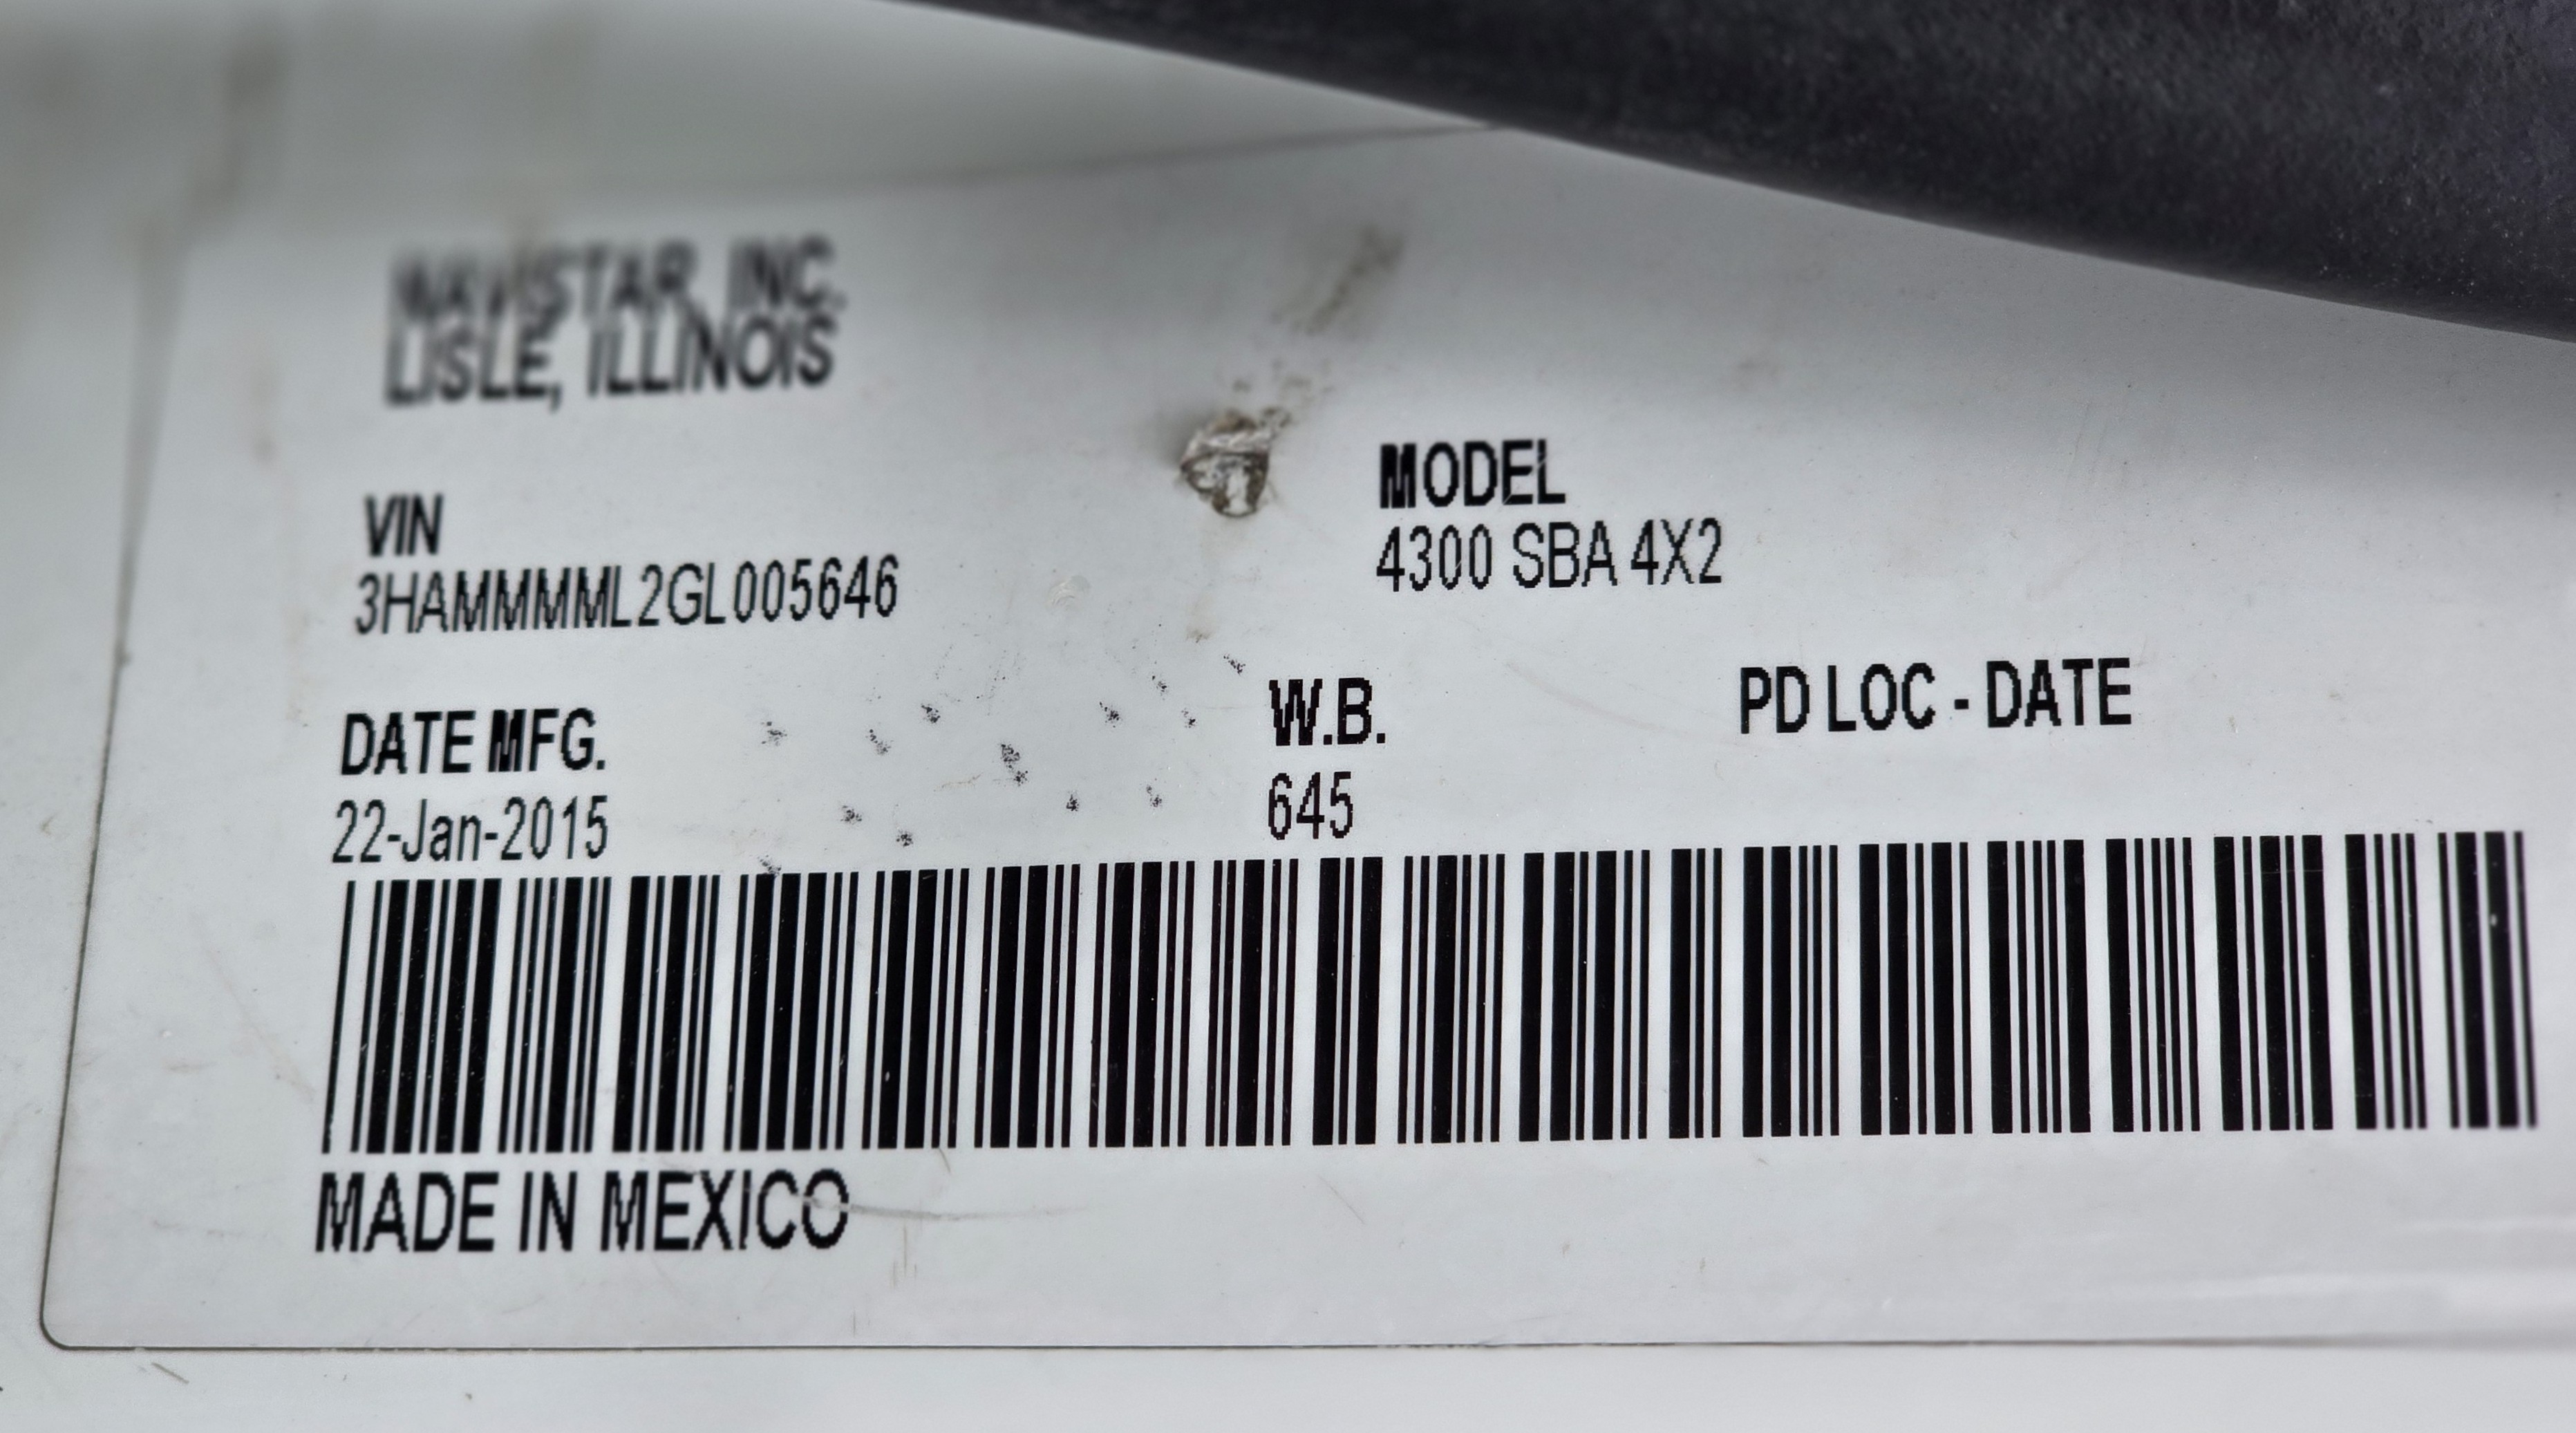 NAVISTAR, INC.
LISLE, ILLINOIS
VIN
3HAMMMML2GL005646
MODEL
4300 SBA 4X2
DATE MFG.
22-Jan-2015
W.B.
645
PD LOC - DATE
MADE IN MEXICO